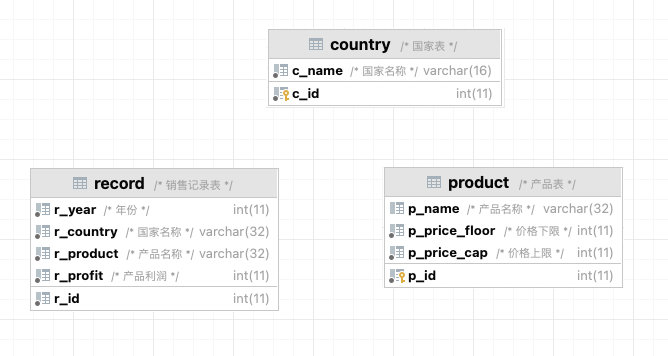 country /* 国家表 */
c_name /* 国家名称 */ varchar(16)
c_id int(11)
record /* 销售记录表 */
r_year /* 年份 */ int(11)
r_country /* 国家名称 */ varchar(32)
r_product /* 产品名称 */ varchar(32)
r_profit /* 产品利润 */ int(11)
r_id int(11)
product /* 产品表 */
p_name /* 产品名称 */ varchar(32)
p_price_floor /* 价格下限 */ int(11)
p_price_cap /* 价格上限 */ int(11)
p_id int(11)